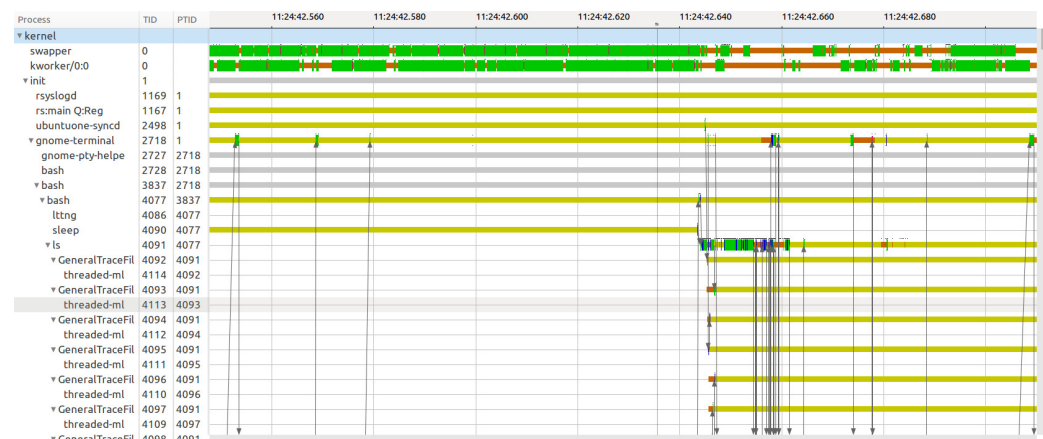 Process TID PTID 11:24:42.560 11:24:42.580 11:24:42.600 11:24:42.620 11:24:42.640 11:24:42.660 11:24:42.680
kernel
swapper 0
kworker/0:0 0
init 1
rsyslogd 1169 1
rs:main Q:Reg 1167 1
ubuntuone-syncd 2498 1
gnome-terminal 2718 1
gnome-pty-helpe 2727 2718
bash 2728 2718
bash 3837 2718
bash 4077 3837
lttng 4086 4077
sleep 4090 4077
ls 4091 4077
GeneralTraceFil 4092 4091
threaded-ml 4114 4092
GeneralTraceFil 4093 4091
threaded-ml 4113 4093
GeneralTraceFil 4094 4091
threaded-ml 4112 4094
GeneralTraceFil 4095 4091
threaded-ml 4111 4095
GeneralTraceFil 4096 4091
threaded-ml 4110 4096
GeneralTraceFil 4097 4091
threaded-ml 4109 4097
GeneralTraceFil 4098 4091